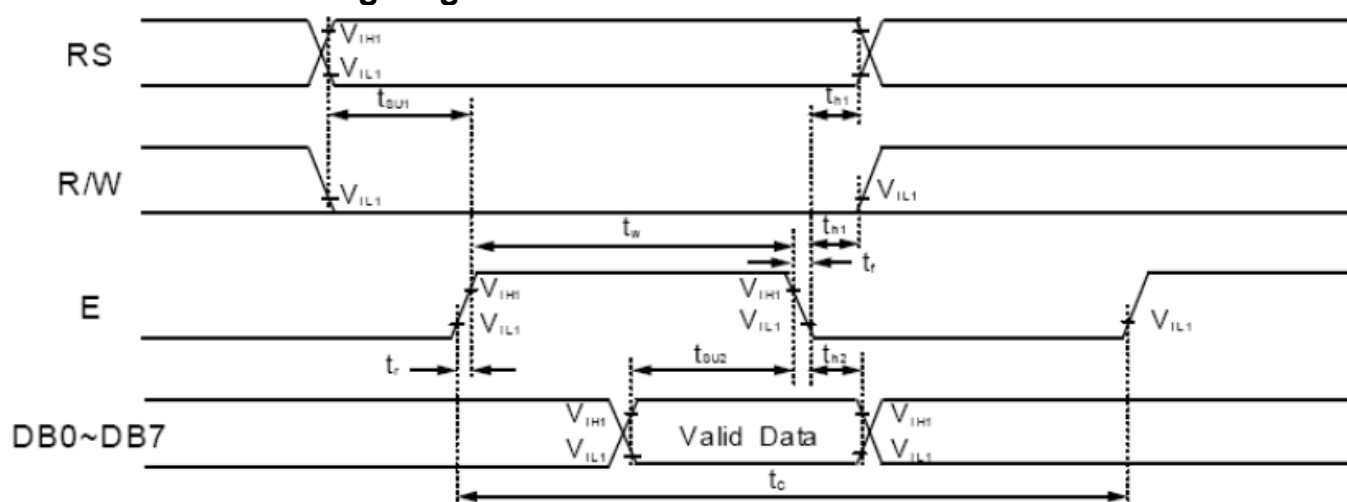 RS
V_IH1
V_IL1
t_SU1
t_h1
R/W
V_IL1
V_IL1
t_w
t_h1
t_f
E
V_IH1
V_IH1
V_IL1
V_IL1
V_IL1
t_r
t_SU2
t_h2
DB0~DB7
V_IH1
Valid Data
V_IH1
V_IL1
V_IL1
t_c